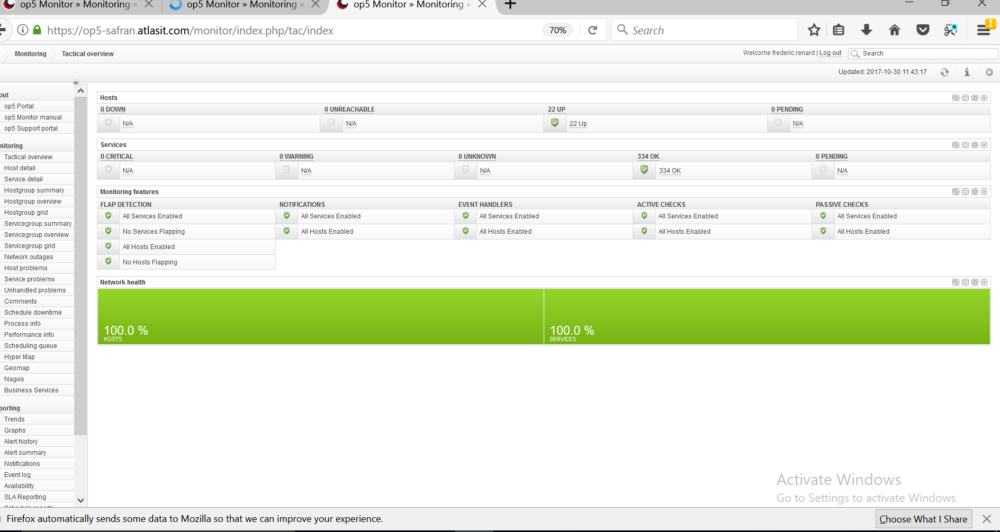 op5 Monitor » Monitoring »
op5 Monitor » Monitoring »
op5 Monitor » Monitoring »
https://op5-safran.atlasit.com/monitor/index.php/tac/index
70%
Search
Monitoring
Tactical overview
Welcome frederic.renard | Log out
Search
Updated: 2017-10-30 11:43:17
out
op5 Portal
op5 Monitor manual
op5 Support portal
nitoring
Tactical overview
Host detail
Service detail
Hostgroup summary
Hostgroup overview
Hostgroup grid
Servicegroup summary
Servicegroup overview
Servicegroup grid
Network outages
Host problems
Service problems
Unhandled problems
Comments
Schedule downtime
Process info
Performance info
Scheduling queue
Hyper Map
Geomap
Nagvis
Business Services
porting
Trends
Graphs
Alert history
Alert summary
Notifications
Event log
Availability
SLA Reporting
Hosts
0 DOWN 0 UNREACHABLE 22 UP 0 PENDING
N/A N/A 22 Up N/A
Services
0 CRITICAL 0 WARNING 0 UNKNOWN 334 OK 0 PENDING
N/A N/A N/A 334 OK N/A
Monitoring features
FLAP DETECTION NOTIFICATIONS EVENT HANDLERS ACTIVE CHECKS PASSIVE CHECKS
All Services Enabled All Services Enabled All Services Enabled All Services Enabled All Services Enabled
No Services Flapping All Hosts Enabled All Hosts Enabled All Hosts Enabled All Hosts Enabled
All Hosts Enabled
No Hosts Flapping
Network health
100.0 % 100.0 %
HOSTS SERVICES
Activate Windows
Go to Settings to activate Windows.
Firefox automatically sends some data to Mozilla so that we can improve your experience.
Choose What I Share